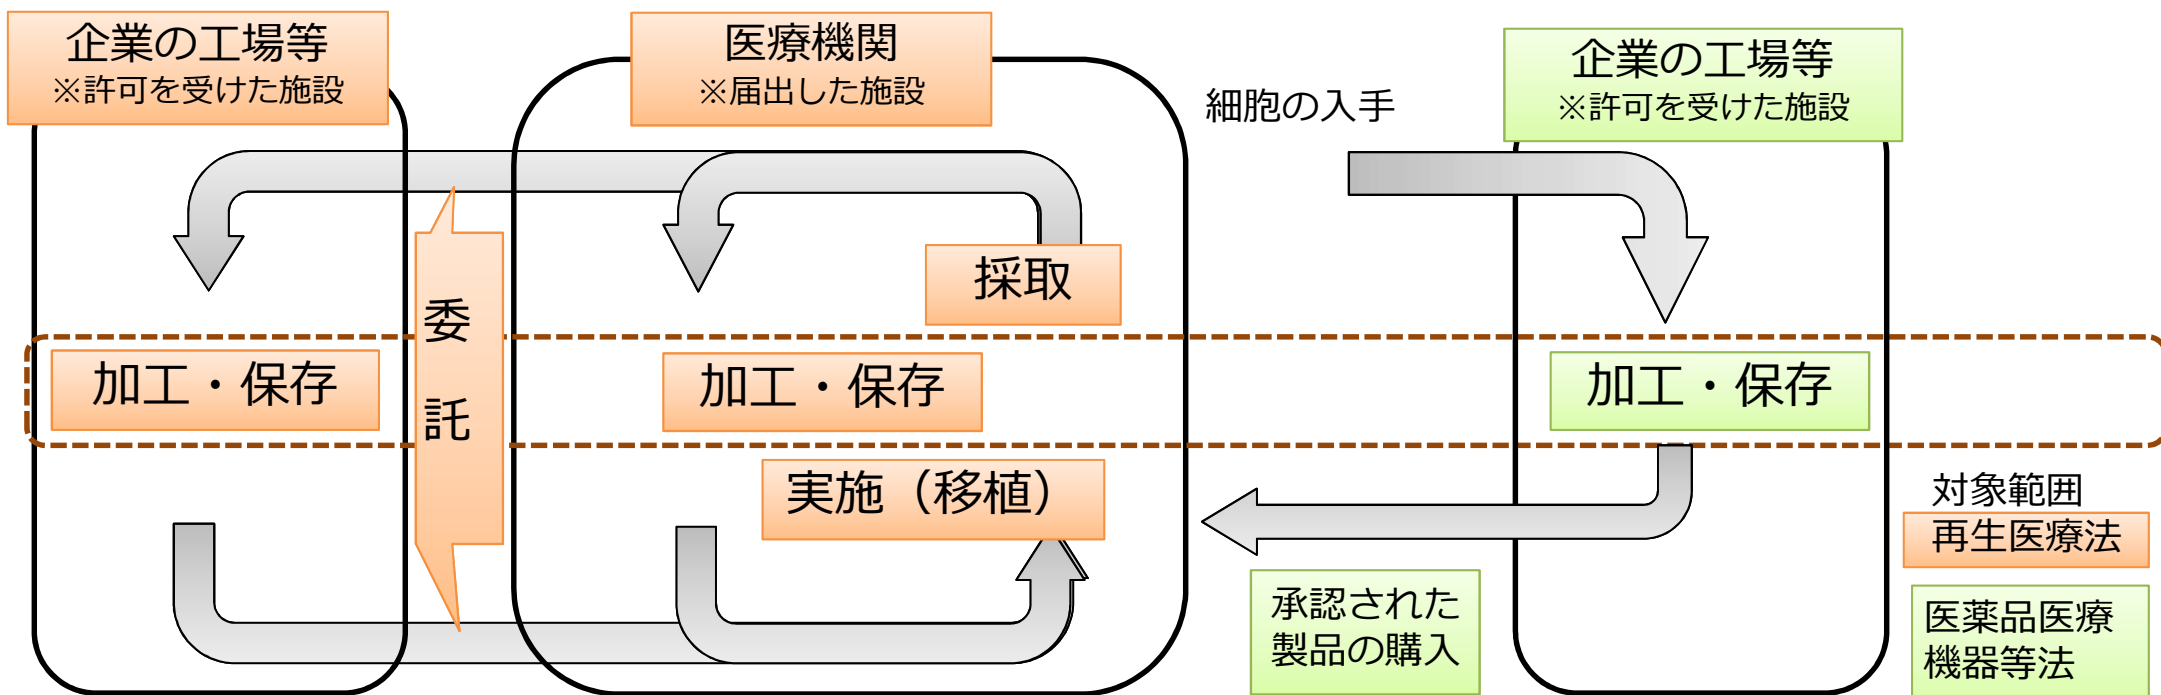 企業の工場等
※許可を受けた施設
医療機関
※届出した施設
細胞の入手
企業の工場等
※許可を受けた施設
採取
委
託
加工・保存
加工・保存
加工・保存
実施（移植）
承認された
製品の購入
対象範囲
再生医療法
医薬品医療
機器等法